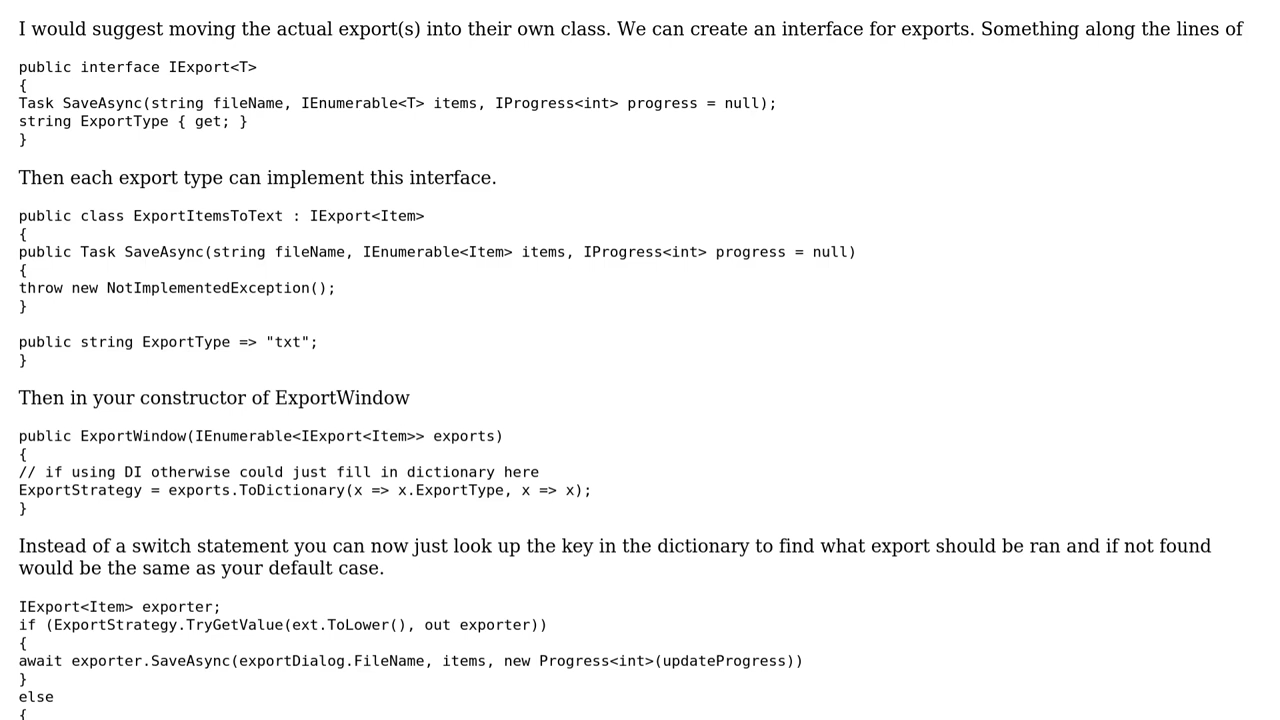 I would suggest moving the actual export(s) into their own class. We can create an interface for exports. Something along the lines of
public interface IExport<T>
{
Task SaveAsync(string fileName, IEnumerable<T> items, IProgress<int> progress = null);
string ExportType { get; }
}
Then each export type can implement this interface.
public class ExportItemsToText : IExport<Item>
{
public Task SaveAsync(string fileName, IEnumerable<Item> items, IProgress<int> progress = null)
{
throw new NotImplementedException();
}
public string ExportType => "txt";
}
Then in your constructor of ExportWindow
public ExportWindow(IEnumerable<IExport<Item>> exports)
{
// if using DI otherwise could just fill in dictionary here
ExportStrategy = exports.ToDictionary(x => x.ExportType, x => x);
}
Instead of a switch statement you can now just look up the key in the dictionary to find what export should be ran and if not found
would be the same as your default case.
IExport<Item> exporter;
if (ExportStrategy.TryGetValue(ext.ToLower(), out exporter))
{
await exporter.SaveAsync(exportDialog.FileName, items, new Progress<int>(updateProgress))
}
else
{